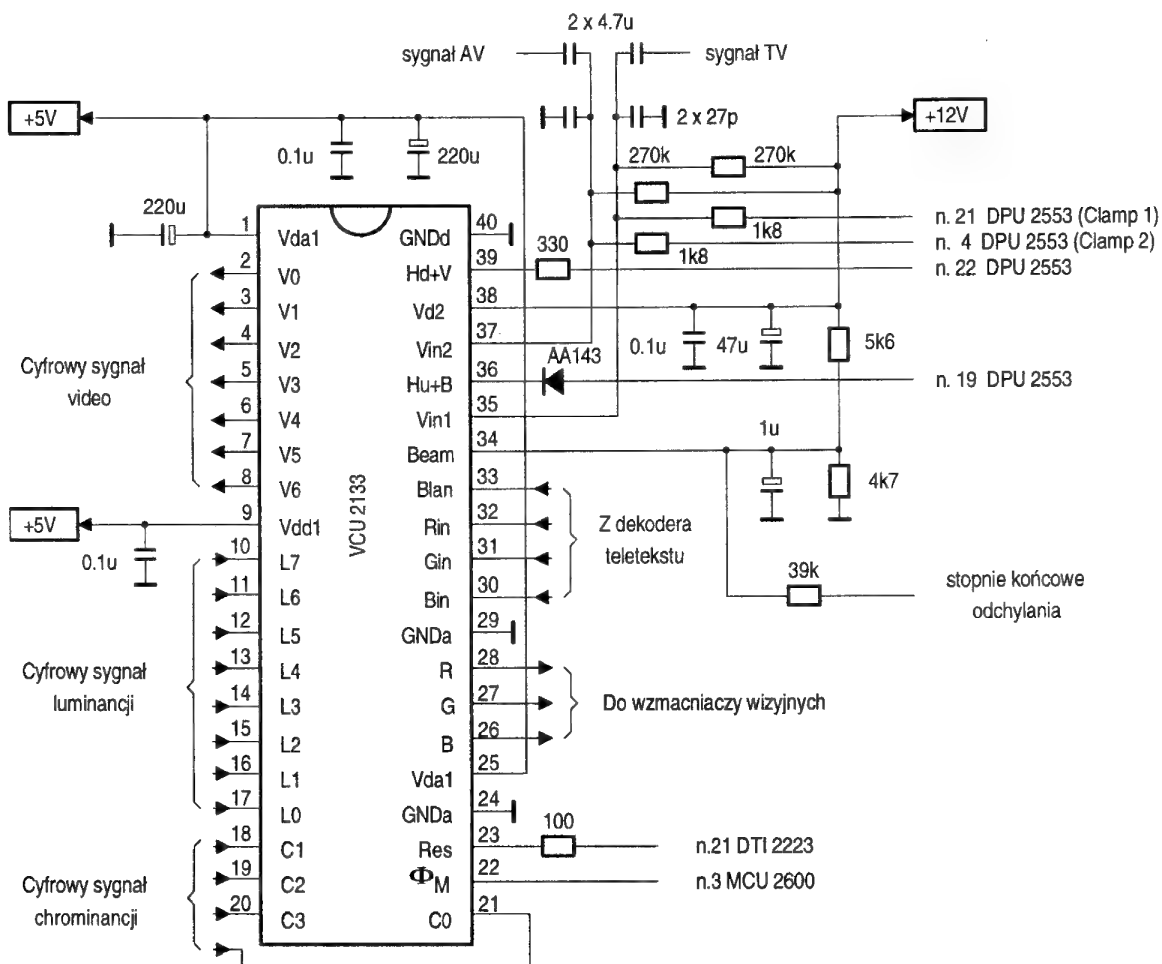 2 x 4.7u
sygnał AV
sygnał TV
+5V
2 x 27p
+12V
0.1u
220u
270k
270k
220u
n. 21 DPU 2553 (Clamp 1)
1k8
n. 4 DPU 2553 (Clamp 2)
330
1k8
n. 22 DPU 2553
1 Vda1
GNDd 40
2 V0
Hd+V 39
3 V1
Vd2 38
4 V2
Vin2 37
0.1u
47u
5k6
AA143
5 V3
Hu+B 36
n. 19 DPU 2553
Cyfrowy sygnał
video
6 V4
Vin1 35
7 V5
Beam 34
1u
8 V6
Blan 33
4k7
VCU 2133
+5V
9 Vdd1
Rin 32
Z dekodera
teletekstu
0.1u
10 L7
Gin 31
11 L6
Bin 30
39k
stopnie końcowe
odchylania
12 L5
GNDa 29
13 L4
R 28
Cyfrowy sygnał
luminancji
14 L3
G 27
Do wzmacniaczy wizyjnych
15 L2
B 26
16 L1
Vda1 25
17 L0
GNDa 24
18 C1
Res 23
100
n.21 DTI 2223
19 C2
ΦM 22
n.3 MCU 2600
Cyfrowy sygnał
chrominancji
20 C3
C0 21